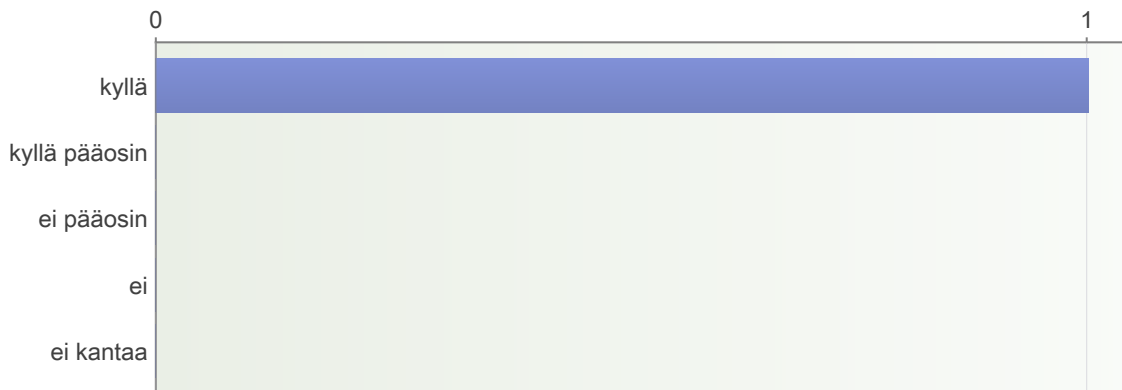 0 1
kyllä
kyllä pääosin
ei pääosin
ei
ei kantaa